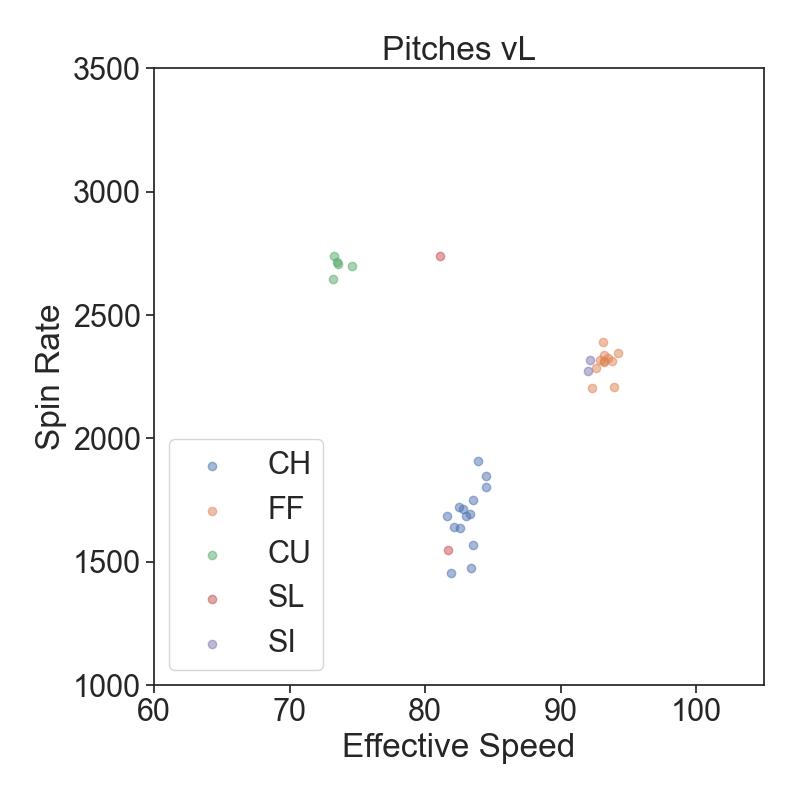 Pitches vL
3500
3000
2500
2000
1500
1000
Spin Rate
CH
FF
CU
SL
SI
60 70 80 90 100
Effective Speed